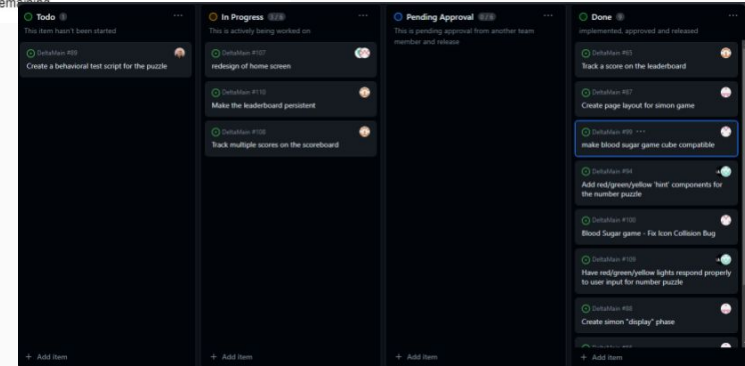 Todo
This item hasn't been started
DeltaMain #89
Create a behavioral test script for the puzzle
+ Add item
In Progress
This is actively being worked on
DeltaMain #107
redesign of home screen
DeltaMain #110
Make the leaderboard persistent
DeltaMain #108
Track multiple scores on the scoreboard
+ Add item
Pending Approval
This is pending approval from another team
member and release
+ Add item
Done
implemented, approved and released
DeltaMain
Track a score on the leaderboard
DeltaMain
Create page layout for simon game
DeltaMain
make blood sugar game cube compatible
DeltaMain
Add red/green/yellow 'hint' components for
the number puzzle
DeltaMain #100
Blood Sugar game - Fix Icon Collision Bug
DeltaMain #109
Have red/green/yellow lights respond properly
to user input for number puzzle
DeltaMain
Create simon "display" phase
+ Add item